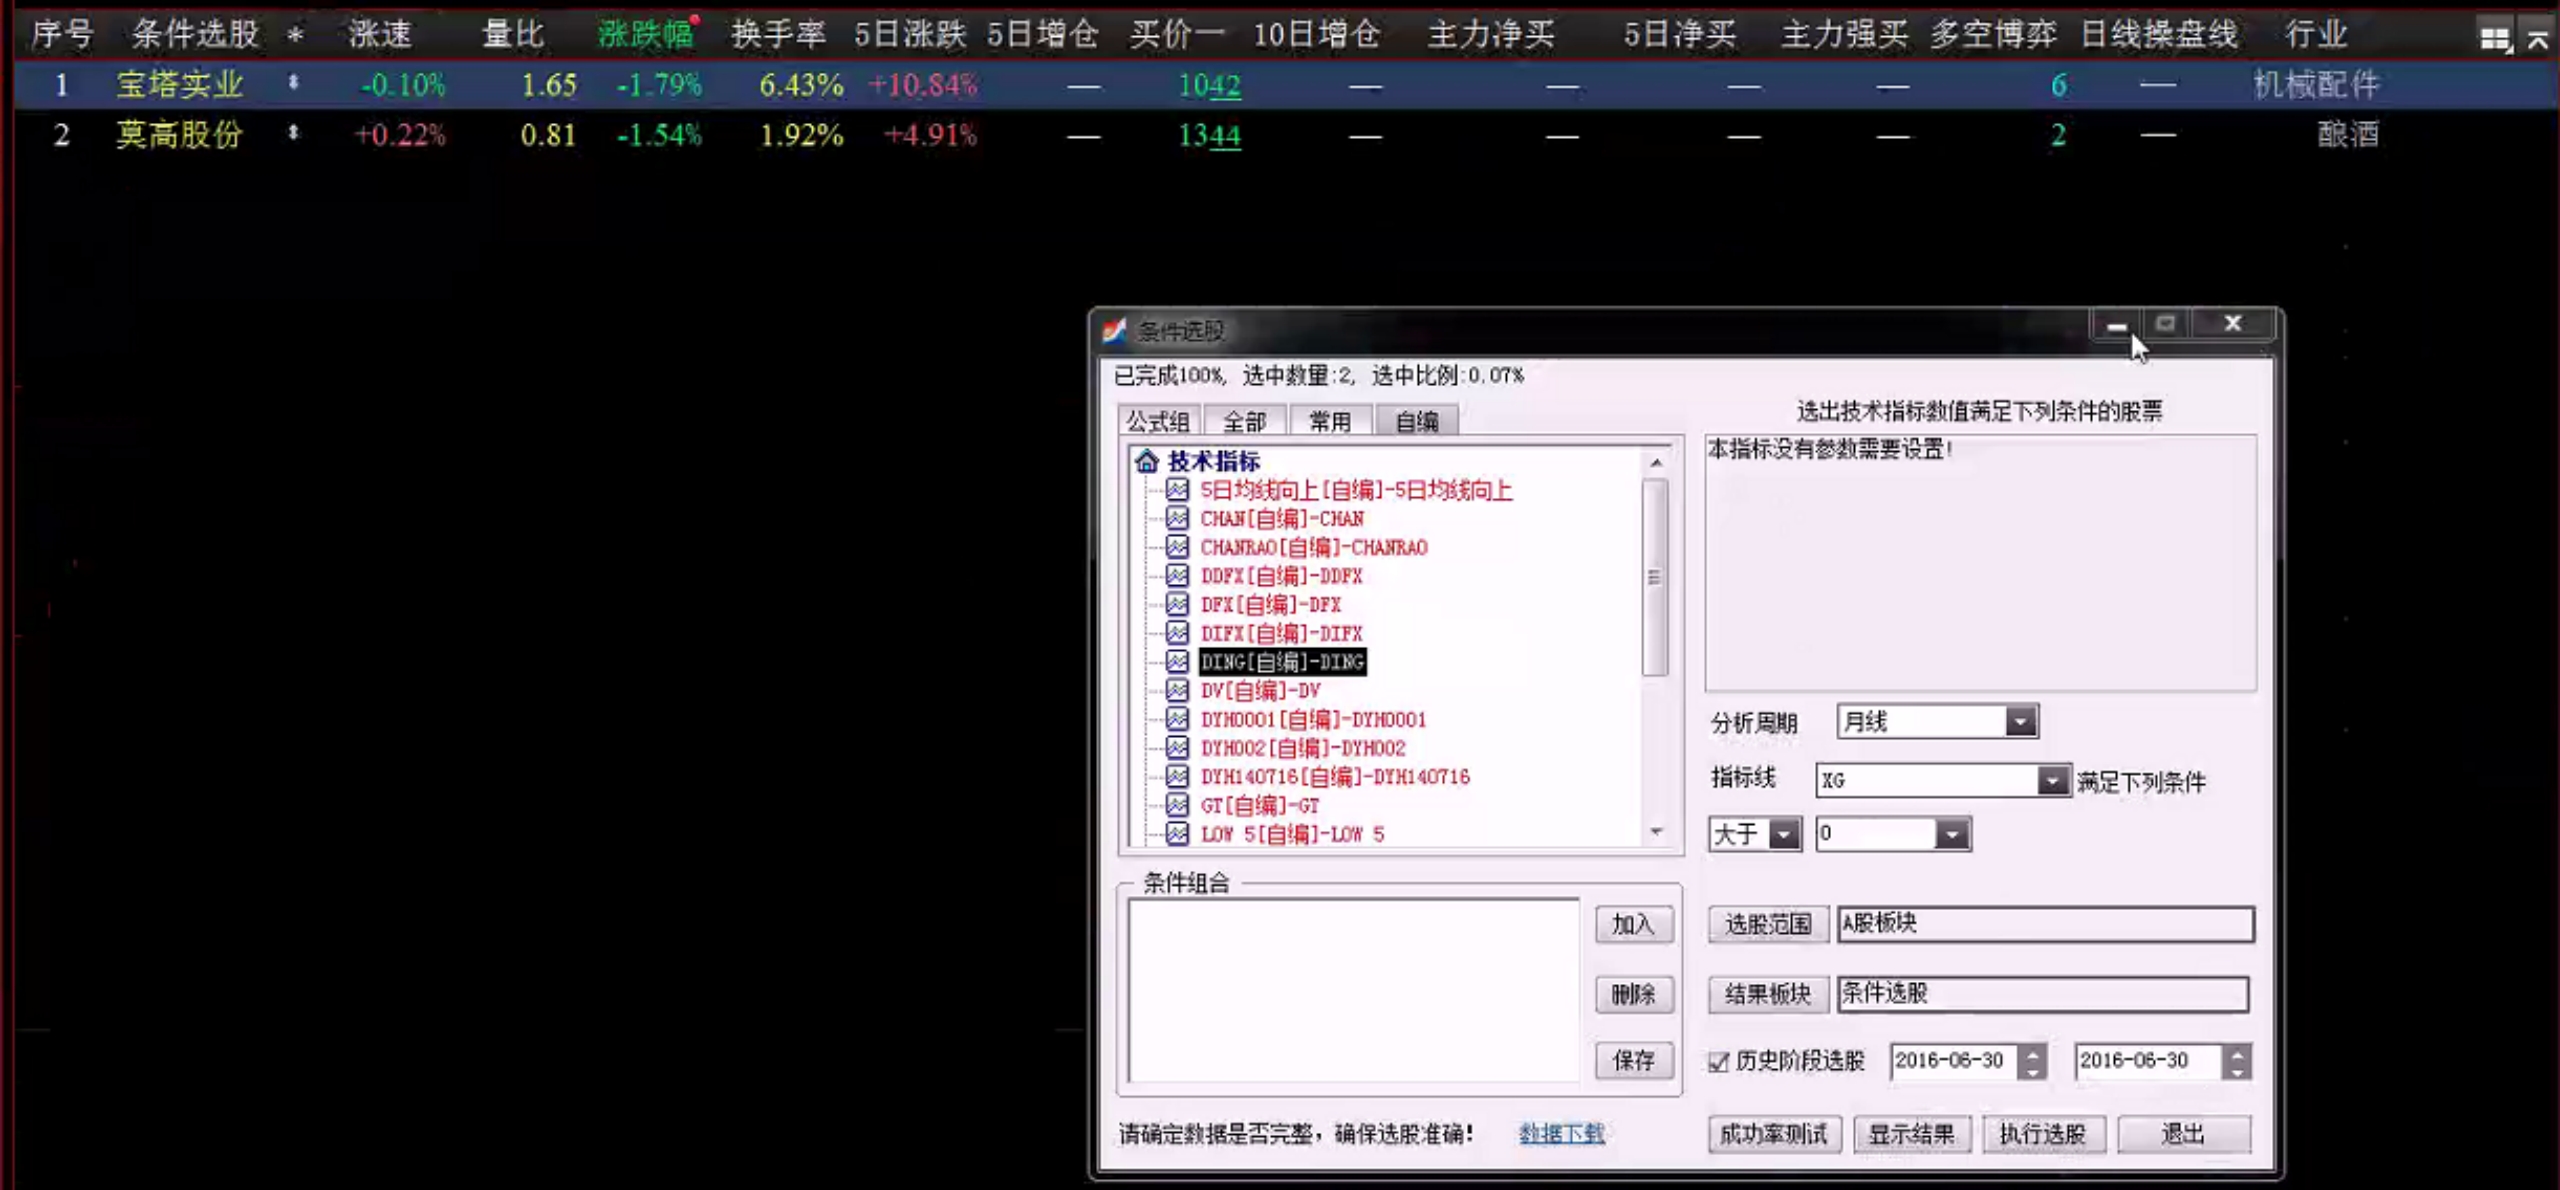 序号 条件选股 * 涨速 量比 涨跌幅 换手率 5日涨跌 5日增仓 买价一 10日增仓 主力净买 5日净买 主力强买 多空博弈 日线操盘线 行业
1 宝塔实业 -0.10% 1.65 -1.79% 6.43% +10.84% — 1042 — — — — 6 — 机械配件
2 莫高股份 +0.22% 0.81 -1.54% 1.92% +4.91% — 1344 — — — — 2 — 酿酒
条件选股
已完成100%, 选中数量:2, 选中比例:0.07%
公式组 全部 常用 自编
技术指标
5日均线向上[自编]-5日均线向上
CHAN[自编]-CHAN
CHANRAO[自编]-CHANRAO
DDFX[自编]-DDFX
DFX[自编]-DFX
DIFX[自编]-DIFX
DING[自编]-DING
DV[自编]-DV
DYH0001[自编]-DYH0001
DYH002[自编]-DYH002
DYH140716[自编]-DYH140716
GT[自编]-GT
LOW 5[自编]-LOW 5
条件组合
加入
删除
保存
请确定数据是否完整，确保选股准确! 数据下载
选出技术指标数值满足下列条件的股票
本指标没有参数需要设置!
分析周期 月线
指标线 XG 满足下列条件
大于 0
选股范围 A股板块
结果板块 条件选股
历史阶段选股 2016-06-30 2016-06-30
成功率测试 显示结果 执行选股 退出